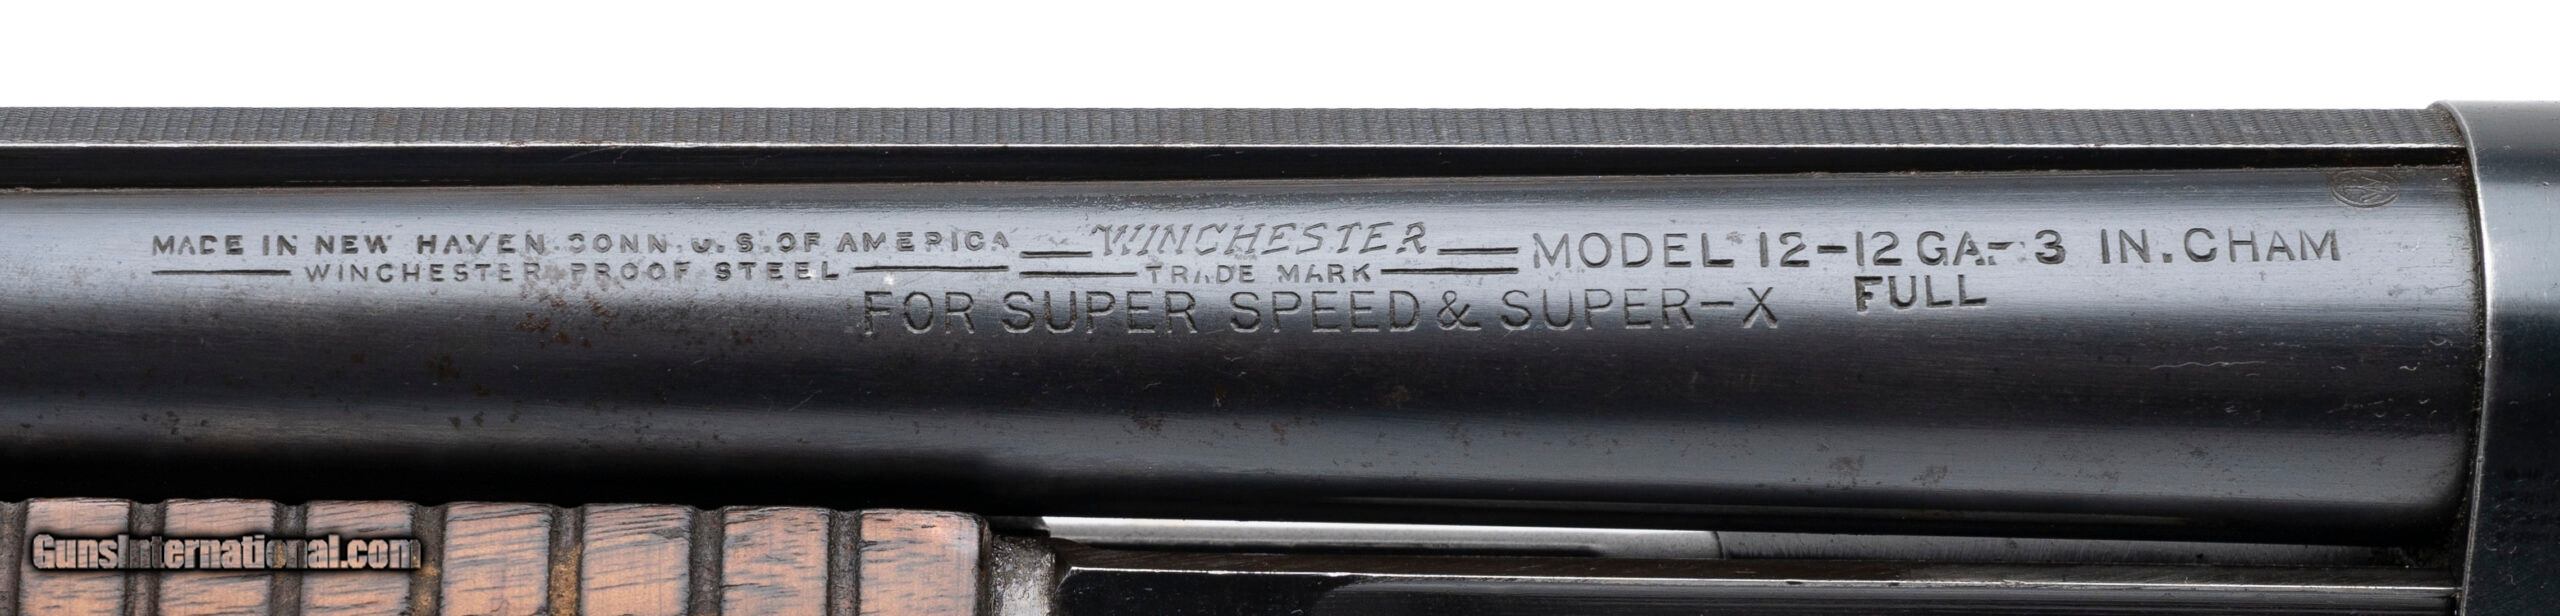 MADE IN NEW HAVEN. CONN. U.S. OF AMERICA
WINCHESTER PROOF STEEL
WINCHESTER
TRADE MARK
MODEL 12-12 GA-3 IN. CHAM
FULL
FOR SUPER SPEED & SUPER-X
GunsInternational.com